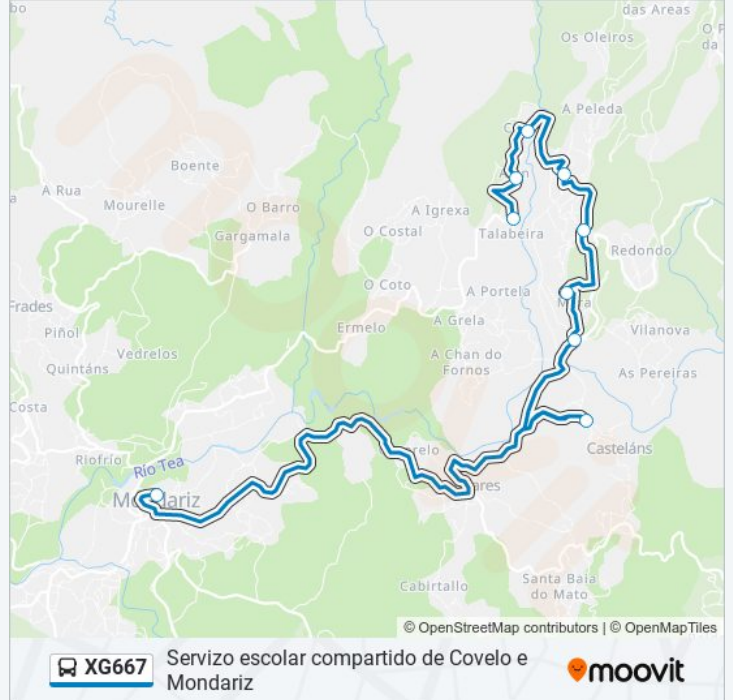 das Areas
Os Oleiros
A Peleda
Boente
A Rua
Mourelle
O Barro
A Igrexa
Gargamala
O Costal
Talabeira
Redondo
O Coto
A Portela
Frades
Ermelo
A Grela
Piñol
Vilanova
Vedrelos
A Chan do
Fornos
Quintáns
As Pereiras
Costa
Riofrío
Río Tea
Casteláns
Mondariz
Cabirtallo
Santa Baia
do Mato
© OpenStreetMap contributors | © OpenMapTiles
XG667
Servizo escolar compartido de Covelo e
Mondariz
moovit